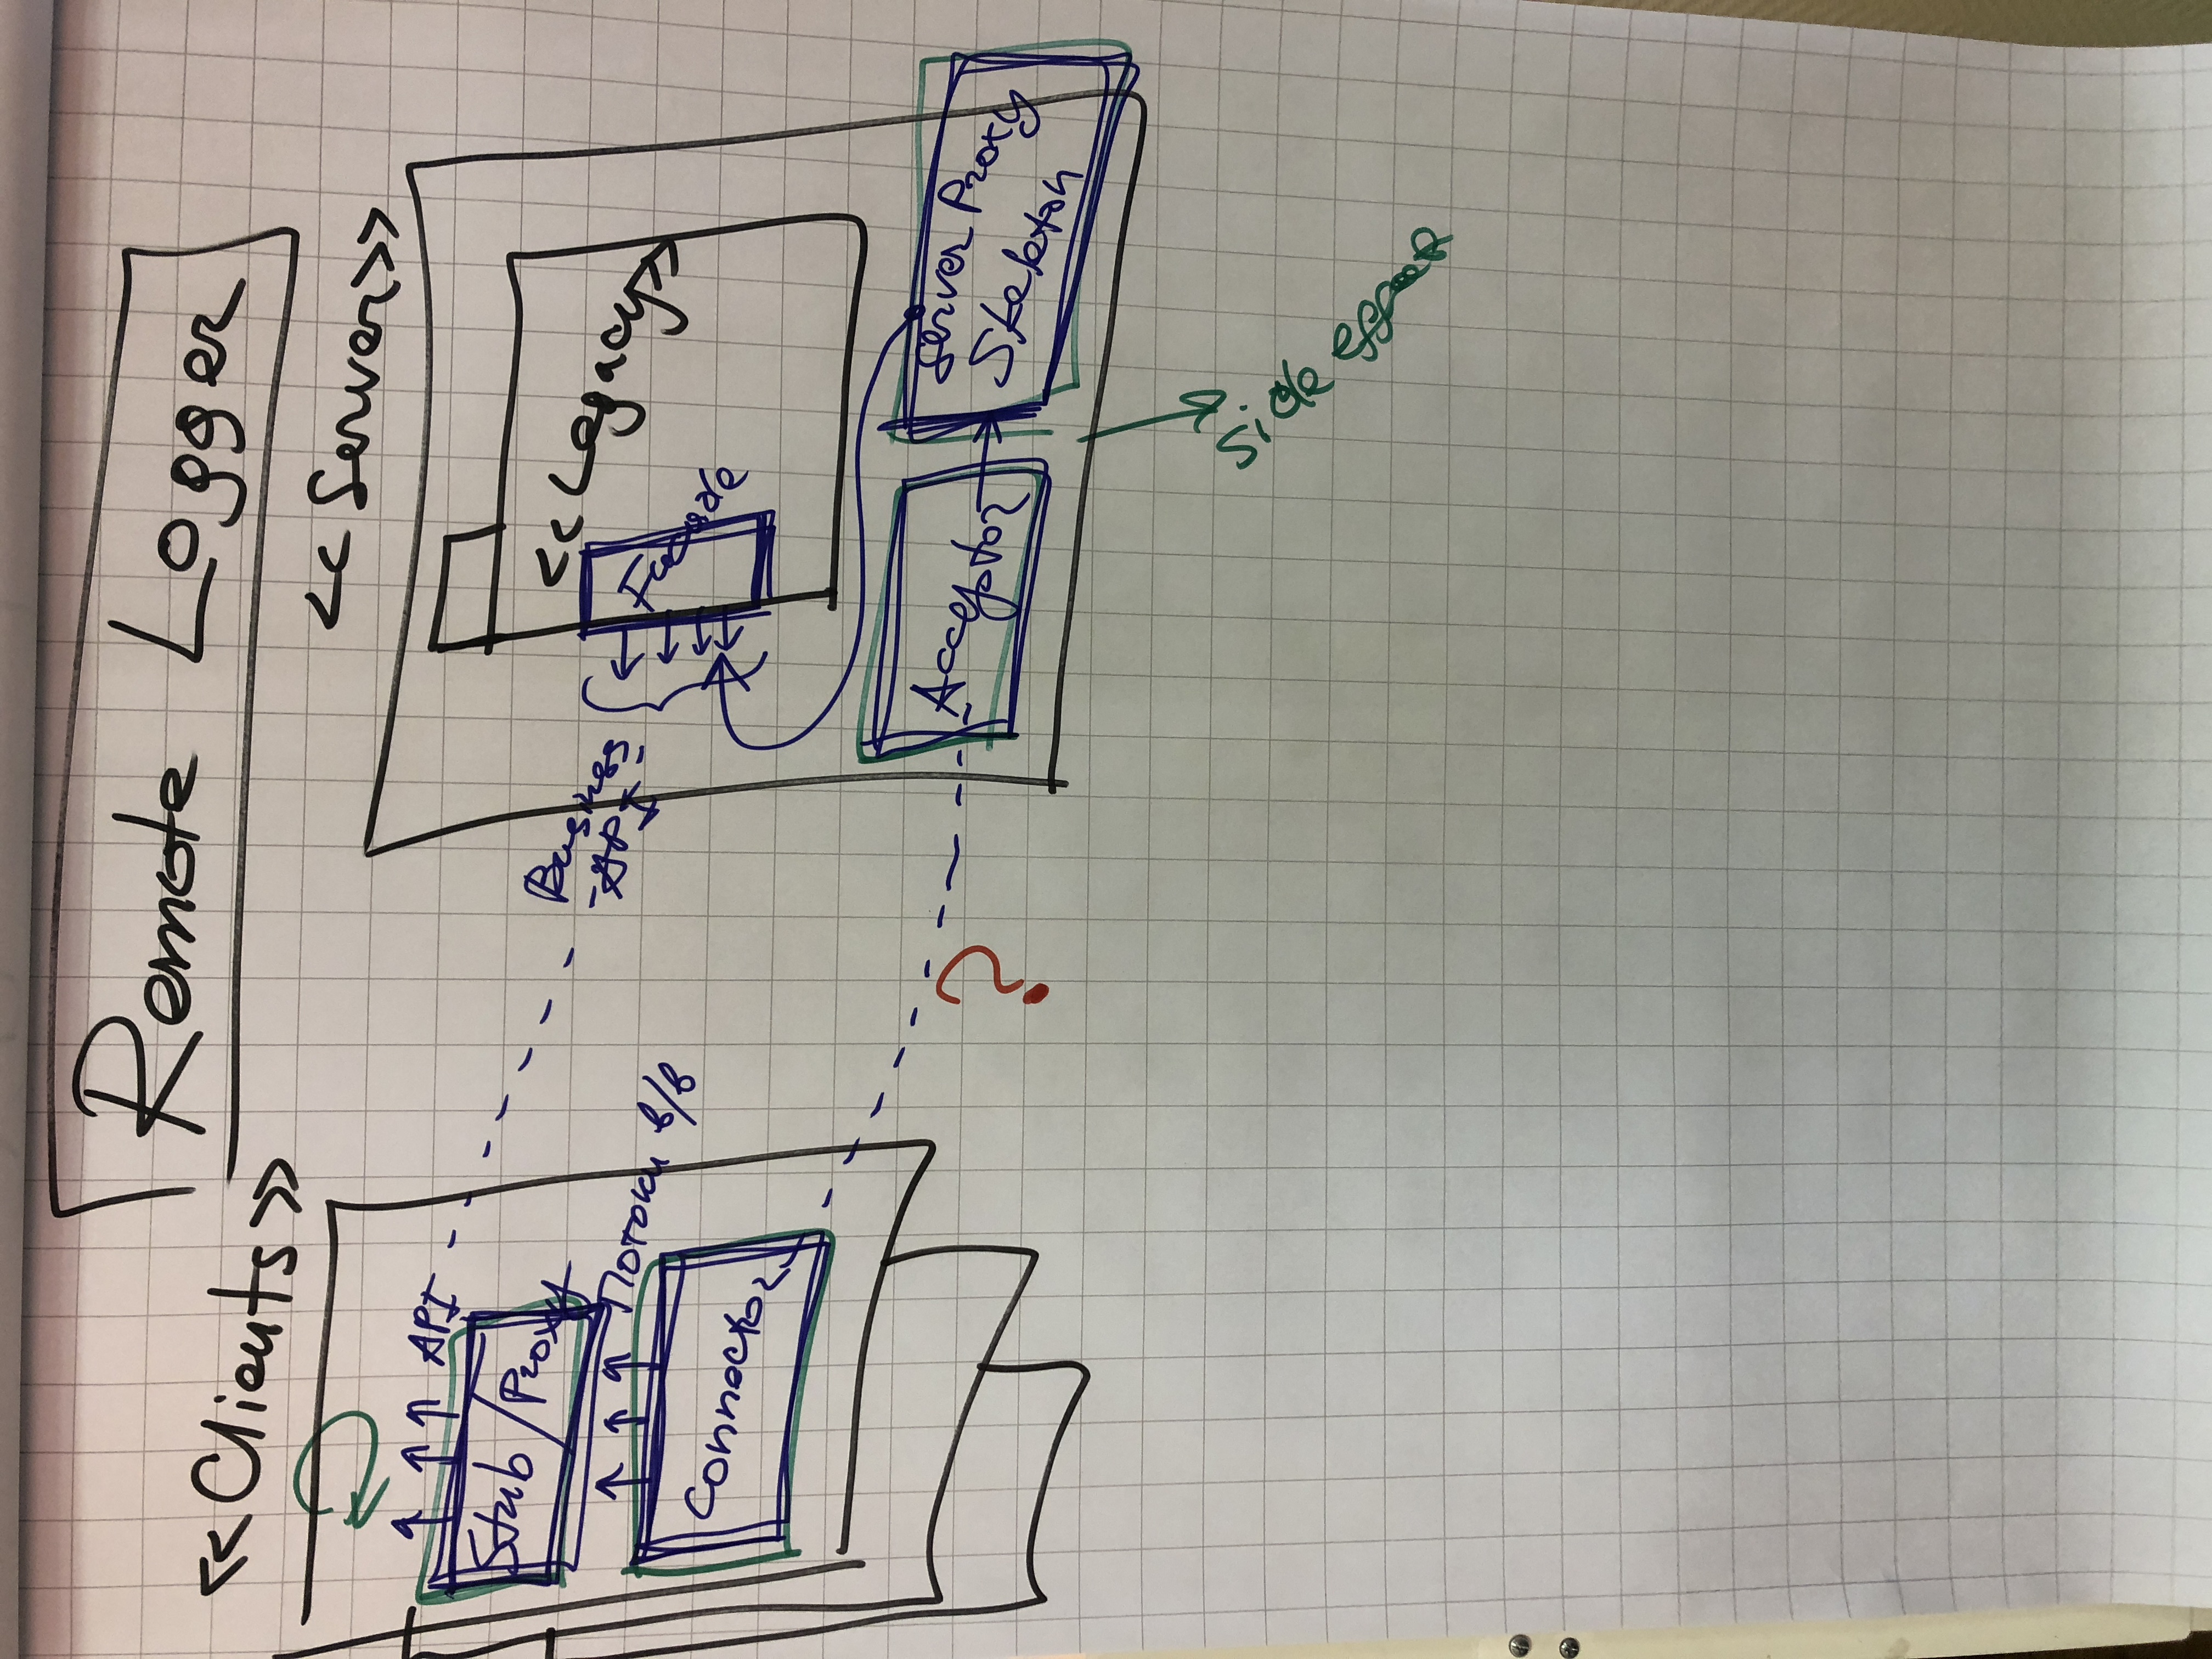 Remote Logger
<<Clients>>
<<Server>>
API
Stub / Proxy
Потоки в/в
Connector
Business
API
<<Legacy>>
Facade
Acceptor
Server Proxy
Skeleton
?
Side effect